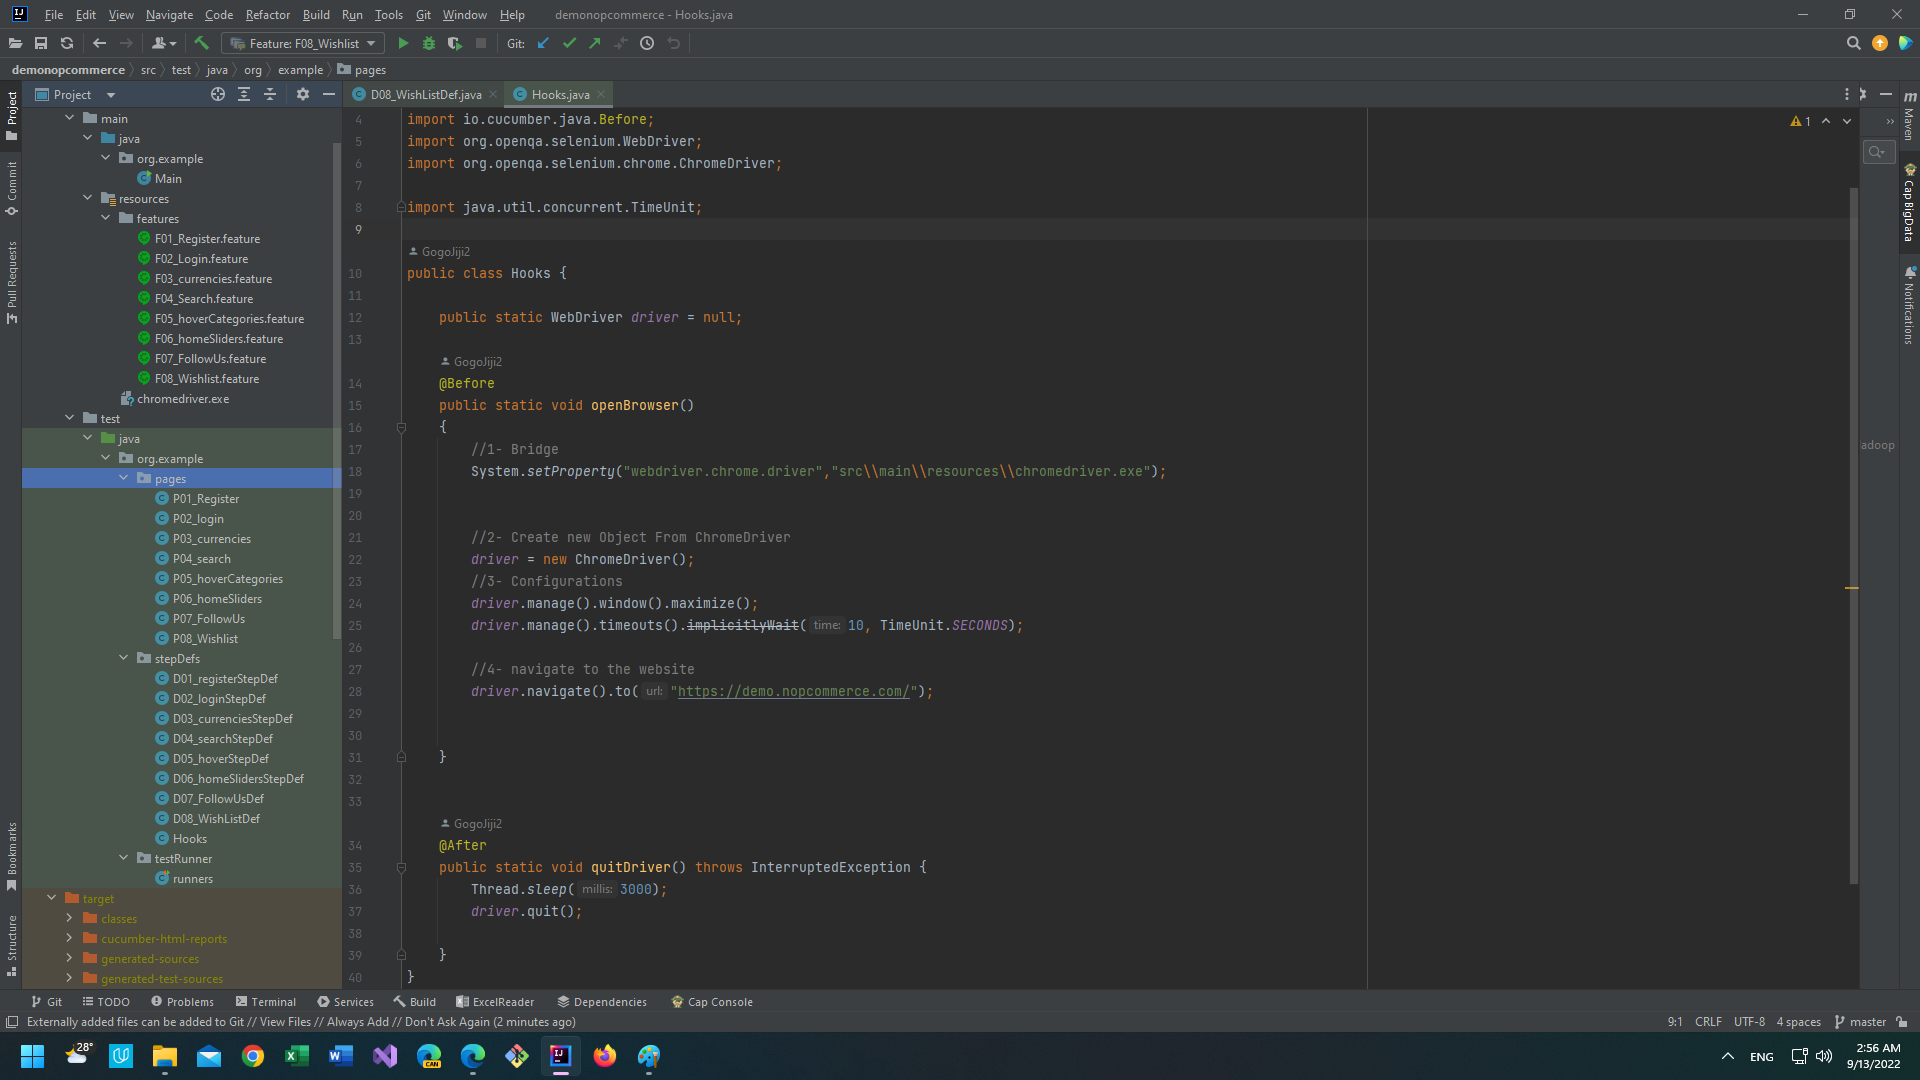 File Edit View Navigate Code Refactor Build Run Tools Git Window Help demonopcommerce - Hooks.java
Feature: F08_Wishlist Git:
demonopcommerce src test java org example pages
Project
D08_WishListDef.java Hooks.java
main
java
org.example
Main
resources
features
F01_Register.feature
F02_Login.feature
F03_currencies.feature
F04_Search.feature
F05_hoverCategories.feature
F06_homeSliders.feature
F07_FollowUs.feature
F08_Wishlist.feature
chromedriver.exe
test
java
org.example
pages
P01_Register
P02_login
P03_currencies
P04_search
P05_hoverCategories
P06_homeSliders
P07_FollowUs
P08_Wishlist
stepDefs
D01_registerStepDef
D02_loginStepDef
D03_currenciesStepDef
D04_searchStepDef
D05_hoverStepDef
D06_homeSlidersStepDef
D07_FollowUsDef
D08_WishListDef
Hooks
testRunner
runners
target
classes
cucumber-html-reports
generated-sources
generated-test-sources
4 import io.cucumber.java.Before;
5 import org.openqa.selenium.WebDriver;
6 import org.openqa.selenium.chrome.ChromeDriver;
7
8 import java.util.concurrent.TimeUnit;
9
GogoJiji2
10 public class Hooks {
11
12 public static WebDriver driver = null;
13
GogoJiji2
14 @Before
15 public static void openBrowser()
16 {
17 //1- Bridge
18 System.setProperty("webdriver.chrome.driver","src\\main\\resources\\chromedriver.exe");
19
20
21 //2- Create new Object From ChromeDriver
22 driver = new ChromeDriver();
23 //3- Configurations
24 driver.manage().window().maximize();
25 driver.manage().timeouts().implicitlyWait( time: 10, TimeUnit.SECONDS);
26
27 //4- navigate to the website
28 driver.navigate().to( url: "https://demo.nopcommerce.com/");
29
30
31 }
32
33
GogoJiji2
34 @After
35 public static void quitDriver() throws InterruptedException {
36 Thread.sleep( millis: 3000);
37 driver.quit();
38
39 }
40 }
1
Project
Commit
Pull Requests
Bookmarks
Structure
Maven
Cap BigData
Notifications
adoop
Git TODO Problems Terminal Services Build ExcelReader Dependencies Cap Console
Externally added files can be added to Git // View Files // Always Add // Don't Ask Again (2 minutes ago) 9:1 CRLF UTF-8 4 spaces master
28° CAN ENG 2:56 AM
9/13/2022